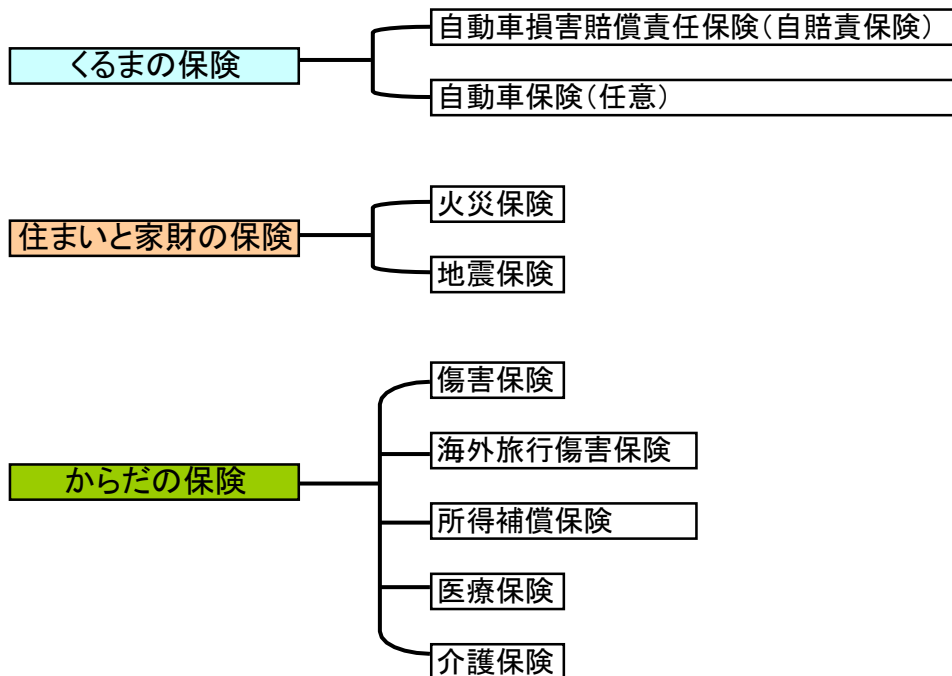 くるまの保険
自動車損害賠償責任保険(自賠責保険)
自動車保険(任意)
住まいと家財の保険
火災保険
地震保険
からだの保険
傷害保険
海外旅行傷害保険
所得補償保険
医療保険
介護保険